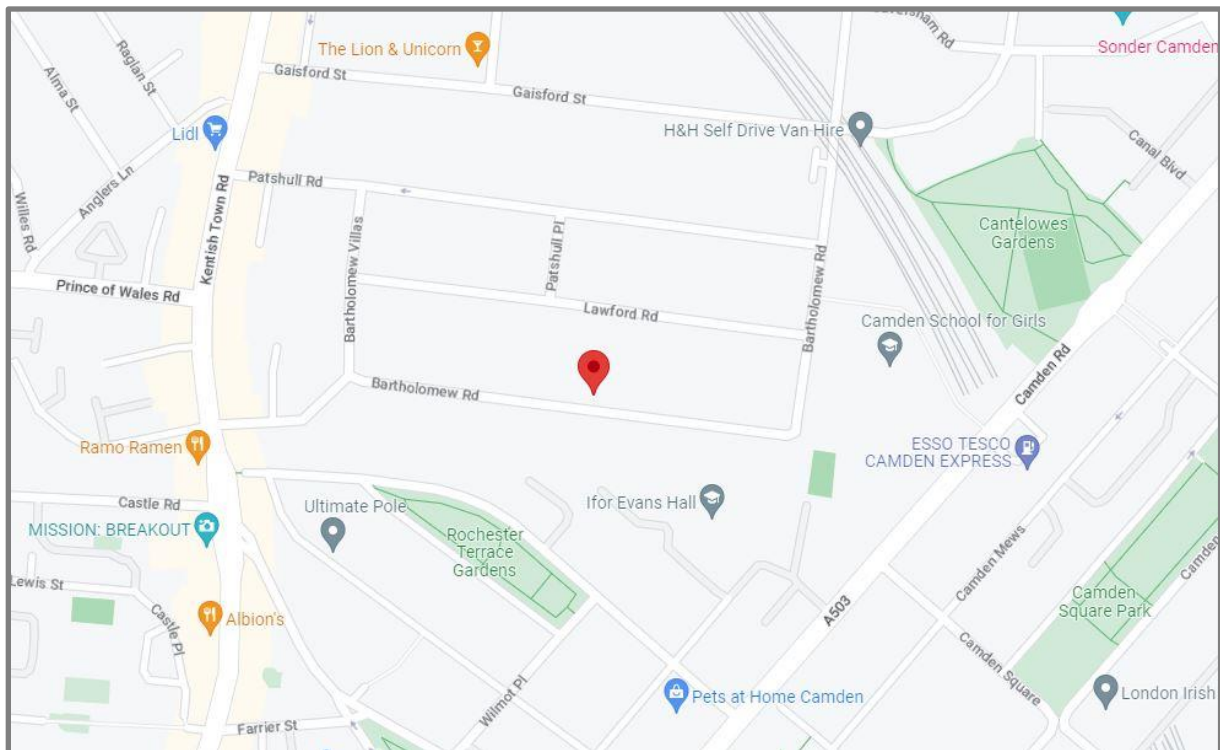 Sonder Camden
The Lion & Unicorn
Raglan St
Alma St
Gaisford St
Gaisford St
Lidl
H&H Self Drive Van Hire
Canal Blvd
Anglers Ln
Patshull Rd
Willes Rd
Kentish Town Rd
Bartholomew Villas
Patshull Pl
Cantelowes
Gardens
Bartholomew Rd
Prince of Wales Rd
Lawford Rd
Camden School for Girls
Camden Rd
Bartholomew Rd
Ramo Ramen
ESSO TESCO
CAMDEN EXPRESS
Castle Rd
Ultimate Pole
Ifor Evans Hall
MISSION: BREAKOUT
Rochester
Terrace
Gardens
Camden Mews
Camden
Lewis St
Castle Pl
Albion's
A503
Camden
Square Park
Camden Square
Wilmot Pl
Pets at Home Camden
London Irish
Farrier St